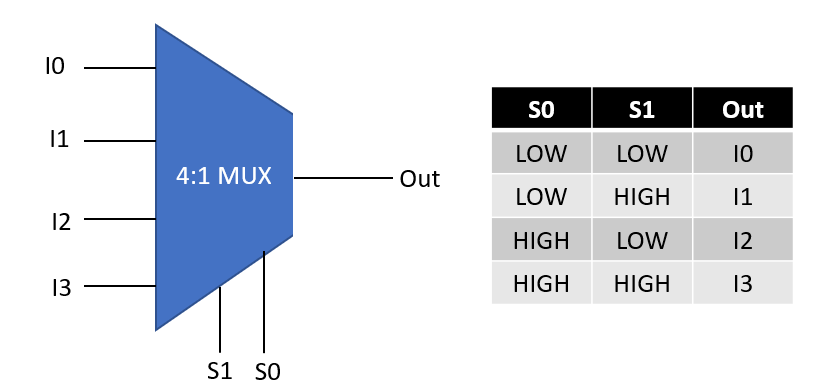 I0
I1
I2
I3
4:1 MUX
Out
S1 S0
S0 S1 Out
LOW LOW I0
LOW HIGH I1
HIGH LOW I2
HIGH HIGH I3